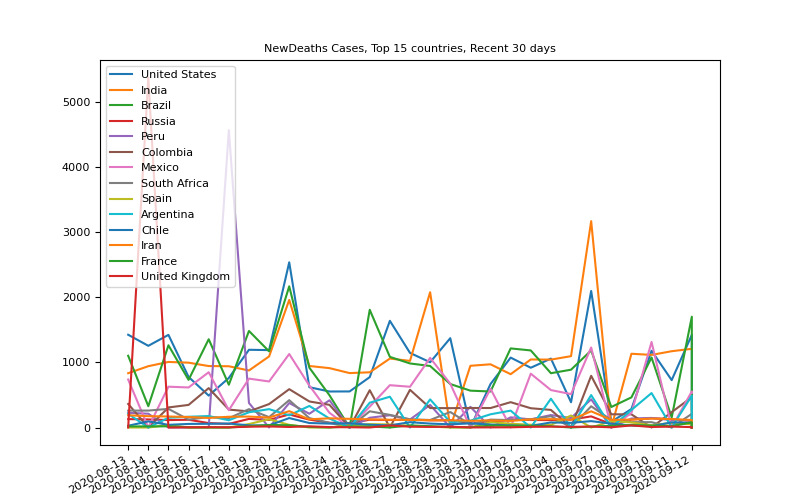 NewDeaths Cases, Top 15 countries, Recent 30 days
5000
4000
3000
2000
1000
0
United States
India
Brazil
Russia
Peru
Colombia
Mexico
South Africa
Spain
Argentina
Chile
Iran
France
United Kingdom
2020-08-13
2020-08-14
2020-08-15
2020-08-16
2020-08-17
2020-08-18
2020-08-19
2020-08-20
2020-08-22
2020-08-23
2020-08-24
2020-08-25
2020-08-26
2020-08-27
2020-08-28
2020-08-29
2020-08-30
2020-08-31
2020-09-01
2020-09-02
2020-09-03
2020-09-04
2020-09-05
2020-09-07
2020-09-08
2020-09-09
2020-09-10
2020-09-11
2020-09-12